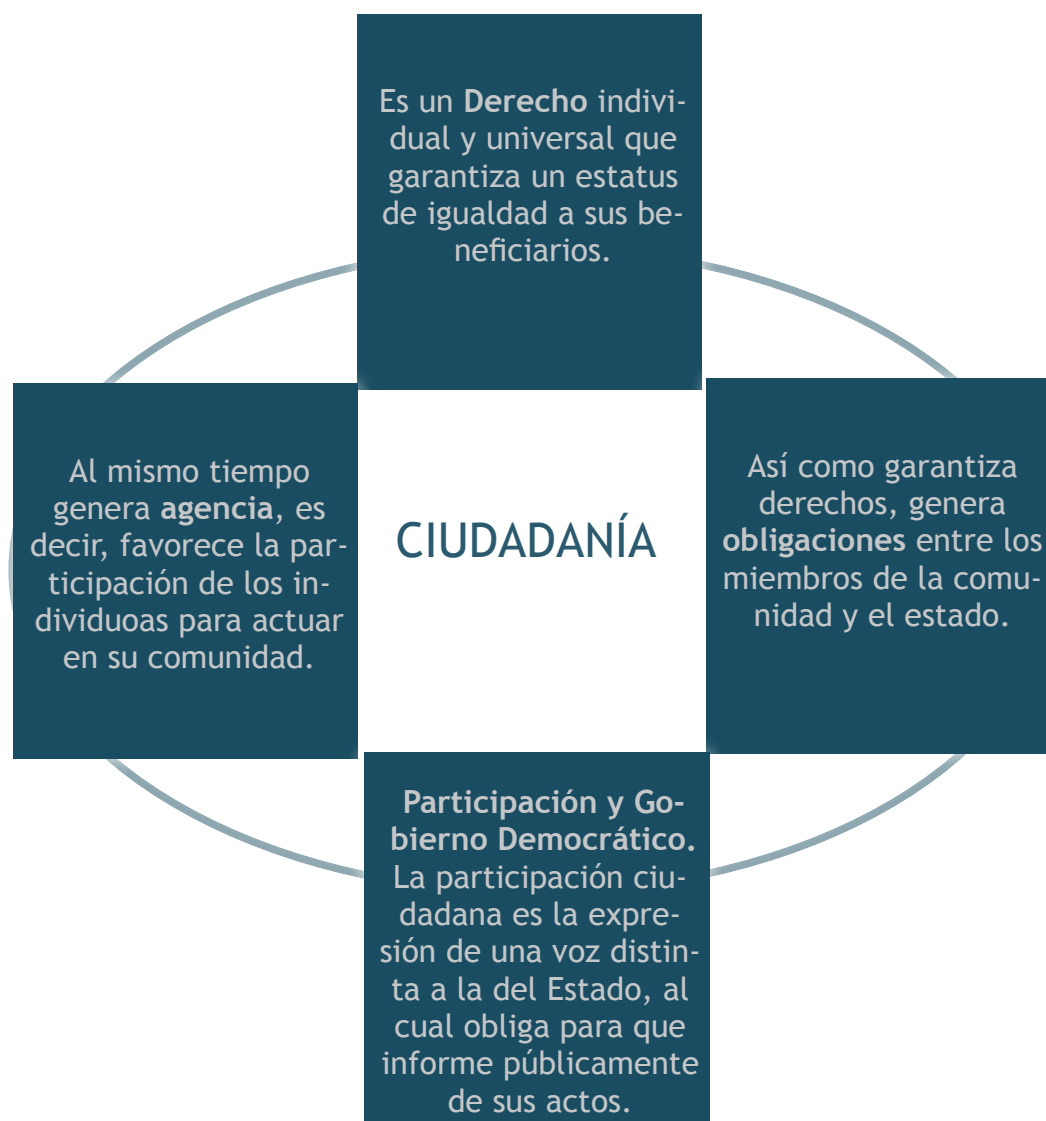 Es un Derecho indivi-
dual y universal que
garantiza un estatus
de igualdad a sus be-
neficiarios.
Al mismo tiempo
genera agencia, es
decir, favorece la par-
ticipación de los in-
dividuoas para actuar
en su comunidad.
CIUDADANÍA
Así como garantiza
derechos, genera
obligaciones entre los
miembros de la comu-
nidad y el estado.
Participación y Go-
bierno Democrático.
La participación ciu-
dadana es la expre-
sión de una voz distin-
ta a la del Estado, al
cual obliga para que
informe públicamente
de sus actos.